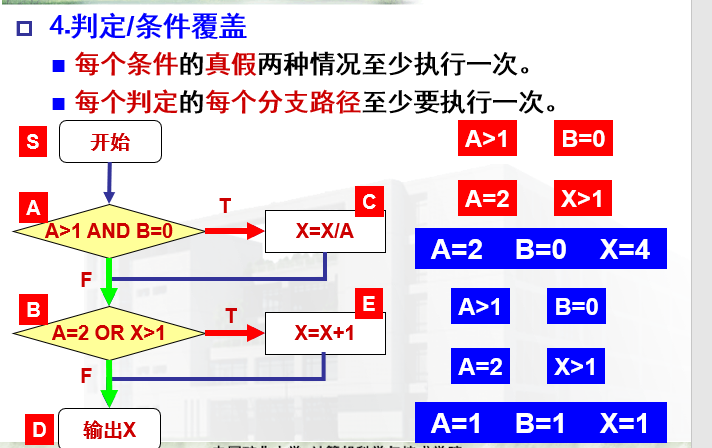 4.判定/条件覆盖
每个条件的真假两种情况至少执行一次。
每个判定的每个分支路径至少要执行一次。
S
开始
A>1
B=0
A
A>1 AND B=0
T
C
X=X/A
A=2
X>1
A=2 B=0 X=4
F
B
A=2 OR X>1
T
E
X=X+1
A>1
B=0
A=2
X>1
F
D
输出X
A=1 B=1 X=1